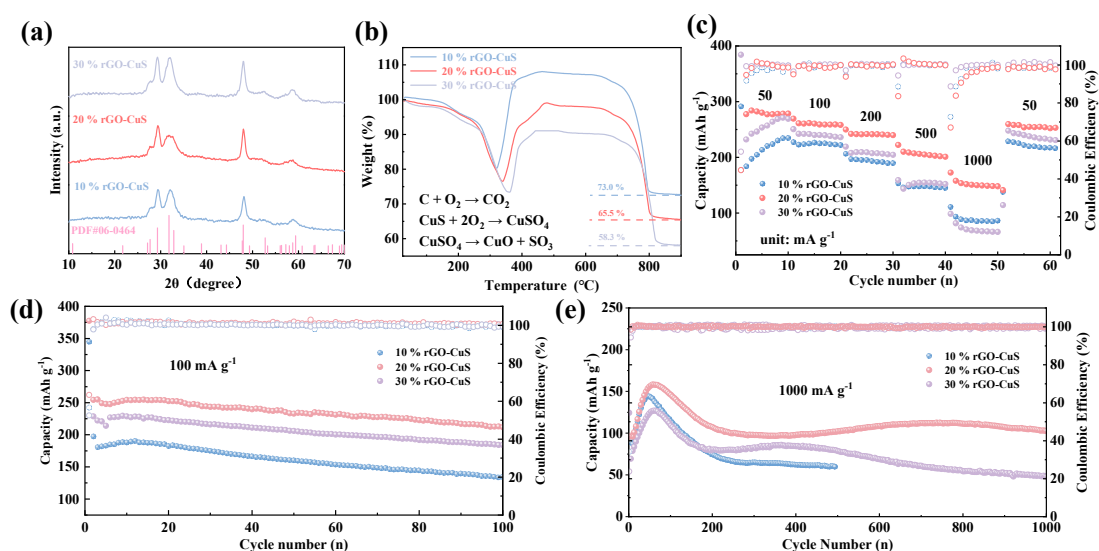 (a)
30 % rGO-CuS
20 % rGO-CuS
10 % rGO-CuS
PDF#06-0464
Intensity (a.u.)
10 20 30 40 50 60 70
2θ（degree）
(b)
10 % rGO-CuS
20 % rGO-CuS
30 % rGO-CuS
110
100
90
80
70
60
Weight (%)
73.0 %
65.5 %
58.3 %
C + O₂ → CO₂
CuS + 2O₂ → CuSO₄
CuSO₄ → CuO + SO₃
200 400 600 800
Temperature (℃)
(c)
400
350
300
250
200
150
100
50
Capacity (mAh g⁻¹)
50
100
200
500
1000
50
10 % rGO-CuS
20 % rGO-CuS
30 % rGO-CuS
unit: mA g⁻¹
100
80
60
40
20
0
Coulombic Efficiency (%)
0 10 20 30 40 50 60
Cycle number (n)
(d)
400
350
300
250
200
150
100
Capacity (mAh g⁻¹)
100 mA g⁻¹
10 % rGO-CuS
20 % rGO-CuS
30 % rGO-CuS
100
80
60
40
20
0
Coulombic Efficiency (%)
0 20 40 60 80 100
Cycle number (n)
(e)
250
225
200
175
150
125
100
75
50
25
0
Capacity (mAh g⁻¹)
1000 mA g⁻¹
10 % rGO-CuS
20 % rGO-CuS
30 % rGO-CuS
100
80
60
40
20
0
Coulombic Efficiency (%)
0 200 400 600 800 1000
Cycle Number (n)